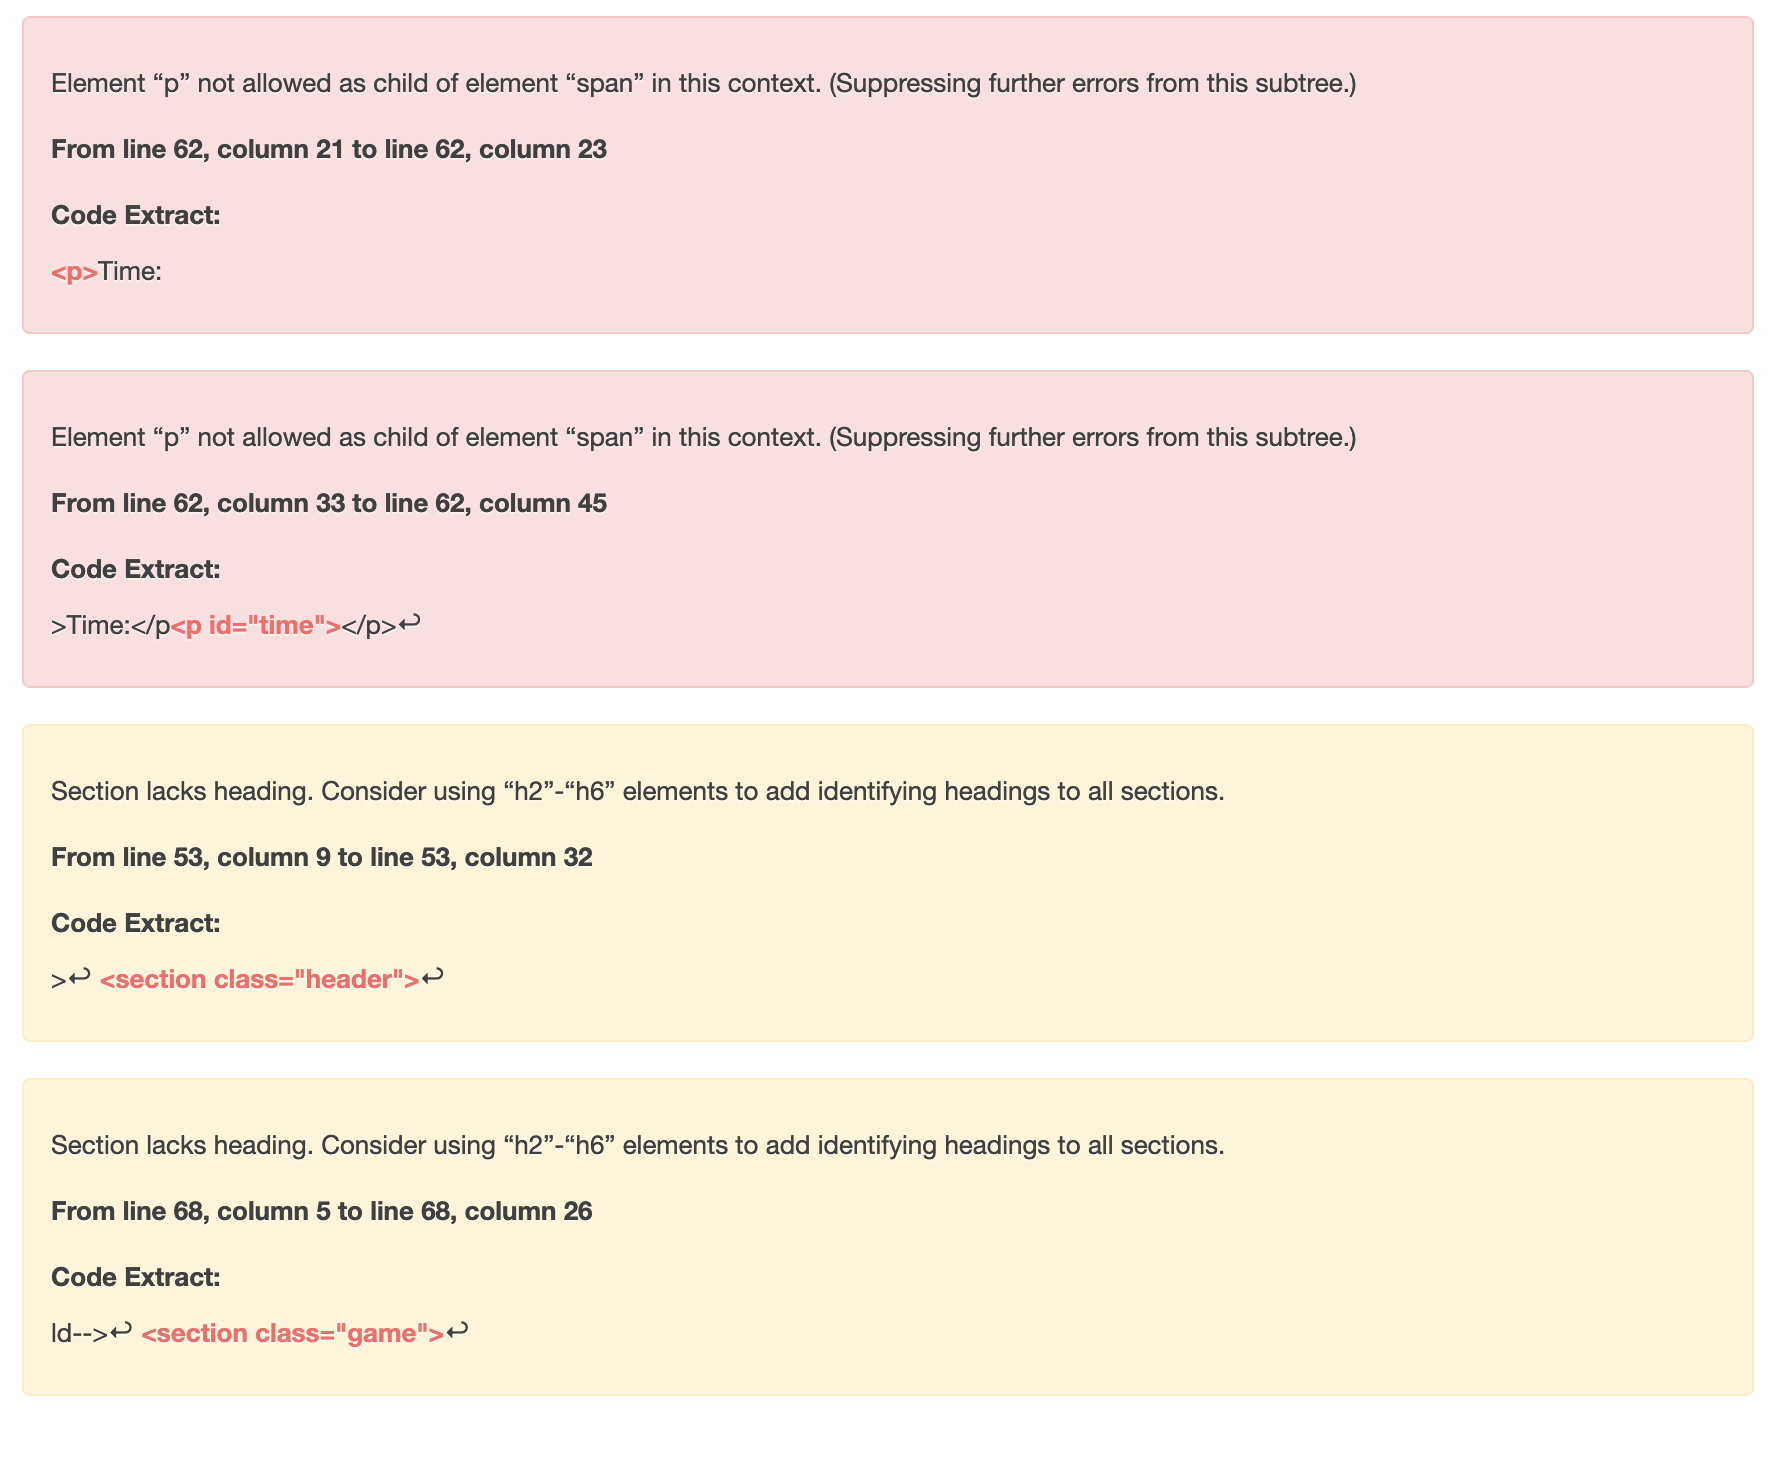 Element “p” not allowed as child of element “span” in this context. (Suppressing further errors from this subtree.)
From line 62, column 21 to line 62, column 23
Code Extract:
<p>Time:
Element “p” not allowed as child of element “span” in this context. (Suppressing further errors from this subtree.)
From line 62, column 33 to line 62, column 45
Code Extract:
>Time:</p<p id="time"></p>↩
Section lacks heading. Consider using “h2”-“h6” elements to add identifying headings to all sections.
From line 53, column 9 to line 53, column 32
Code Extract:
>↩ <section class="header">↩
Section lacks heading. Consider using “h2”-“h6” elements to add identifying headings to all sections.
From line 68, column 5 to line 68, column 26
Code Extract:
ld-->↩ <section class="game">↩